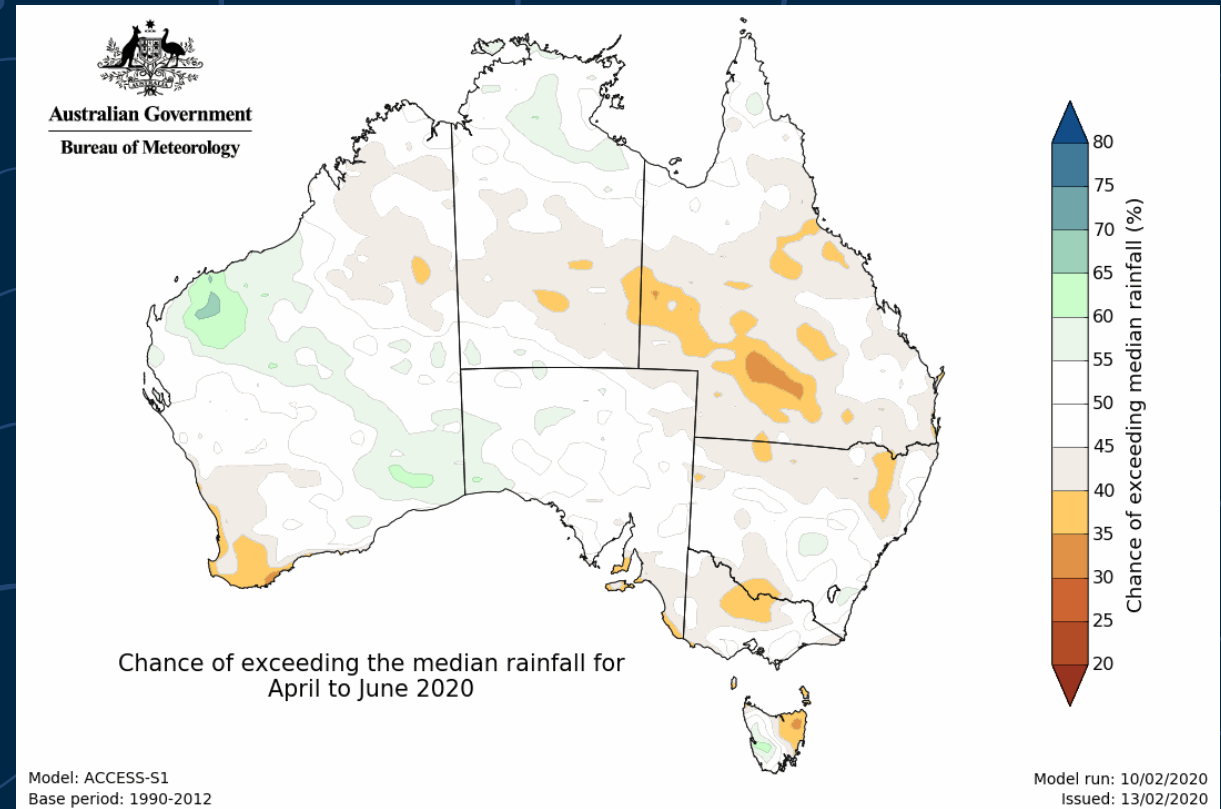 AUSTRALIA
Australian Government
Bureau of Meteorology
80
75
70
65
60
55
50
45
40
35
30
25
20
Chance of exceeding median rainfall (%)
Chance of exceeding the median rainfall for
April to June 2020
Model: ACCESS-S1
Base period: 1990-2012
Model run: 10/02/2020
Issued: 13/02/2020